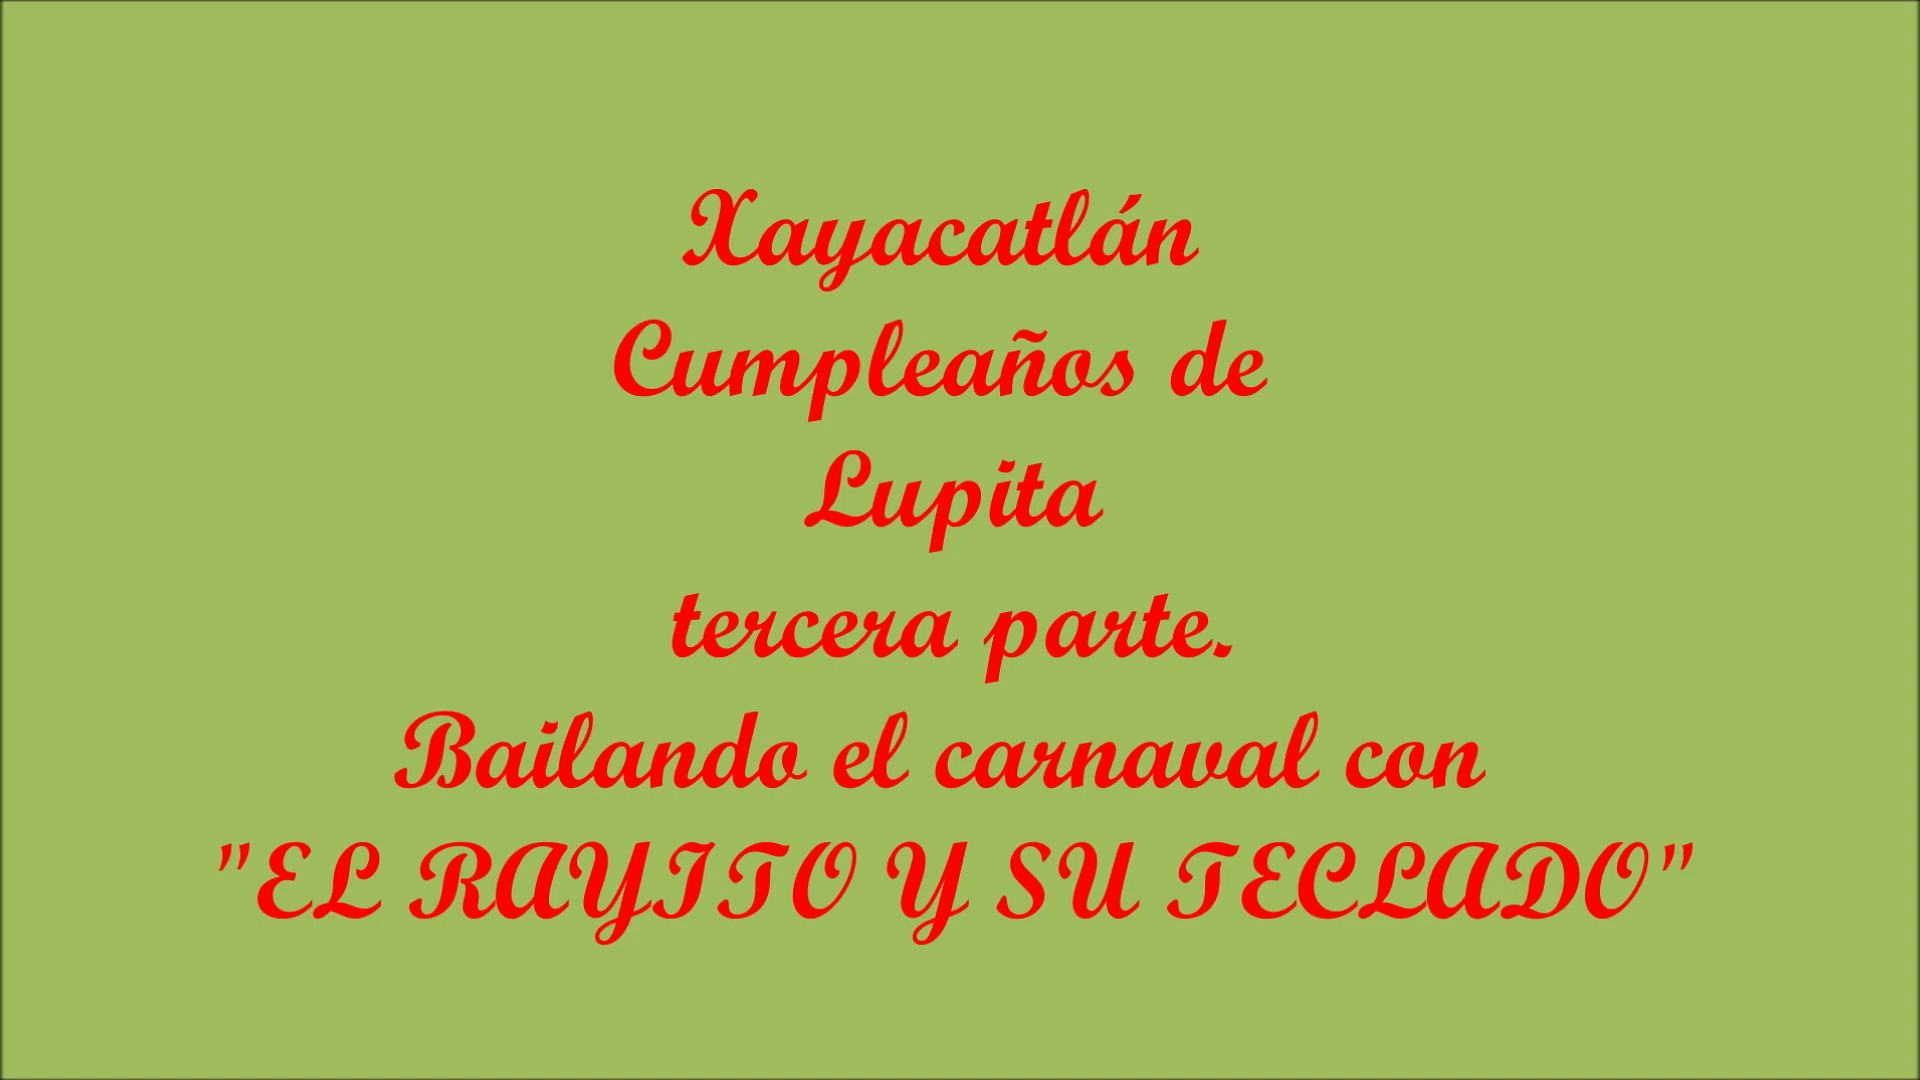 Xayacatlán
Cumpleaños de
Lupita
tercera parte.
Bailando el carnaval con
"EL RAYITO Y SU TECLADO"